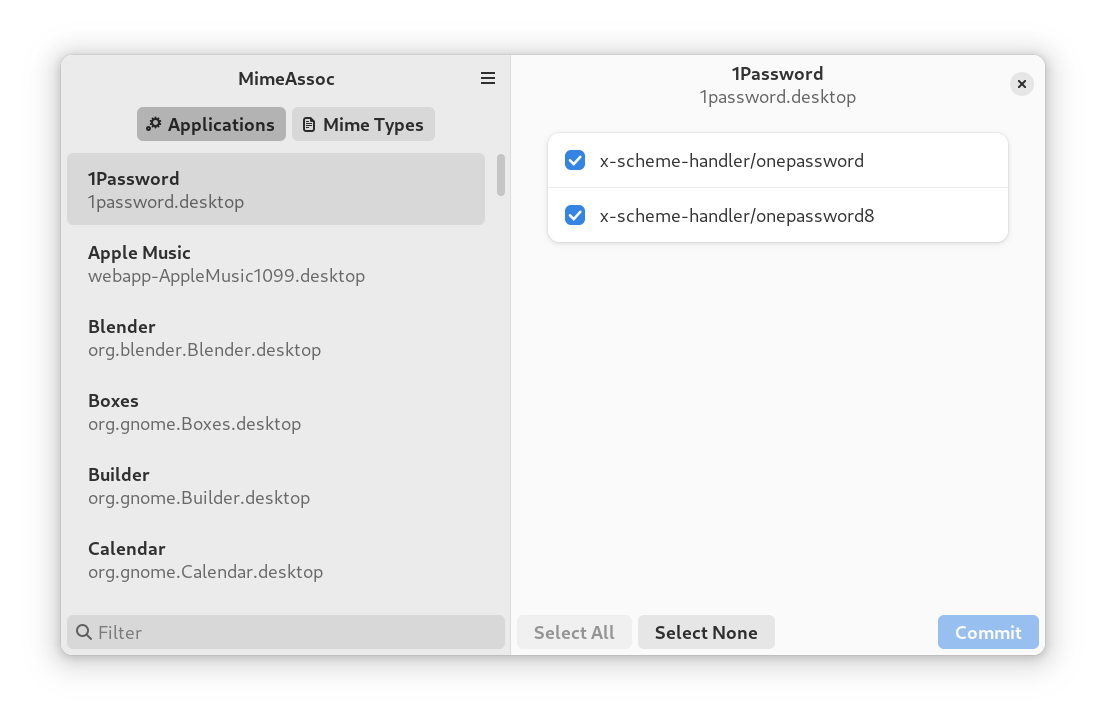 MimeAssoc
Applications
Mime Types
1Password
1password.desktop
Apple Music
webapp-AppleMusic1099.desktop
Blender
org.blender.Blender.desktop
Boxes
org.gnome.Boxes.desktop
Builder
org.gnome.Builder.desktop
Calendar
org.gnome.Calendar.desktop
Filter
1Password
1password.desktop
x-scheme-handler/onepassword
x-scheme-handler/onepassword8
Select All
Select None
Commit